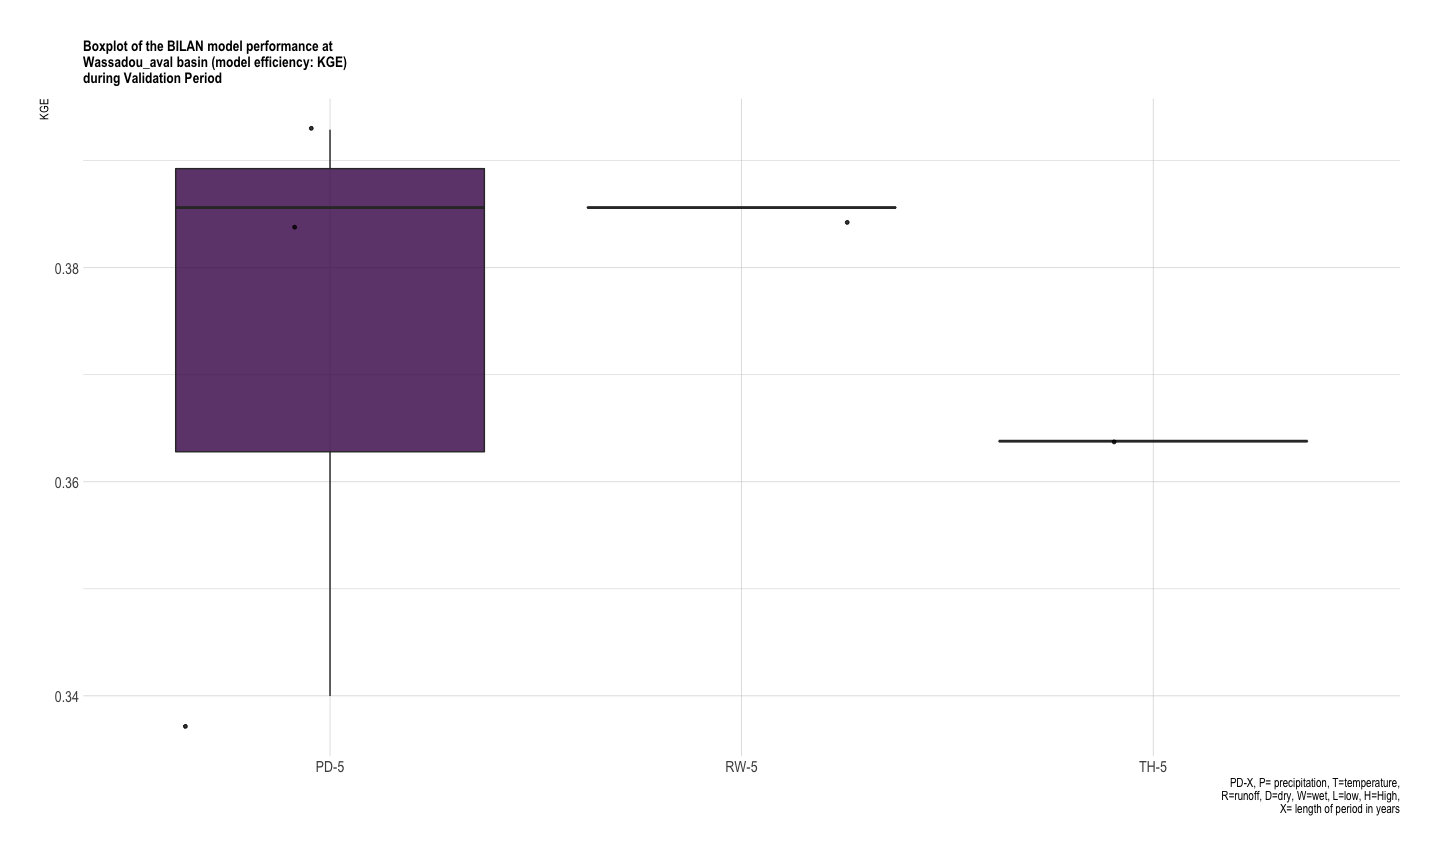 Boxplot of the BILAN model performance at
Wassadou_aval basin (model efficiency: KGE)
during Validation Period
KGE
0.38
0.36
0.34
PD-5
RW-5
TH-5
PD-X, P= precipitation, T=temperature,
R=runoff, D=dry, W=wet, L=low, H=High,
X= length of period in years